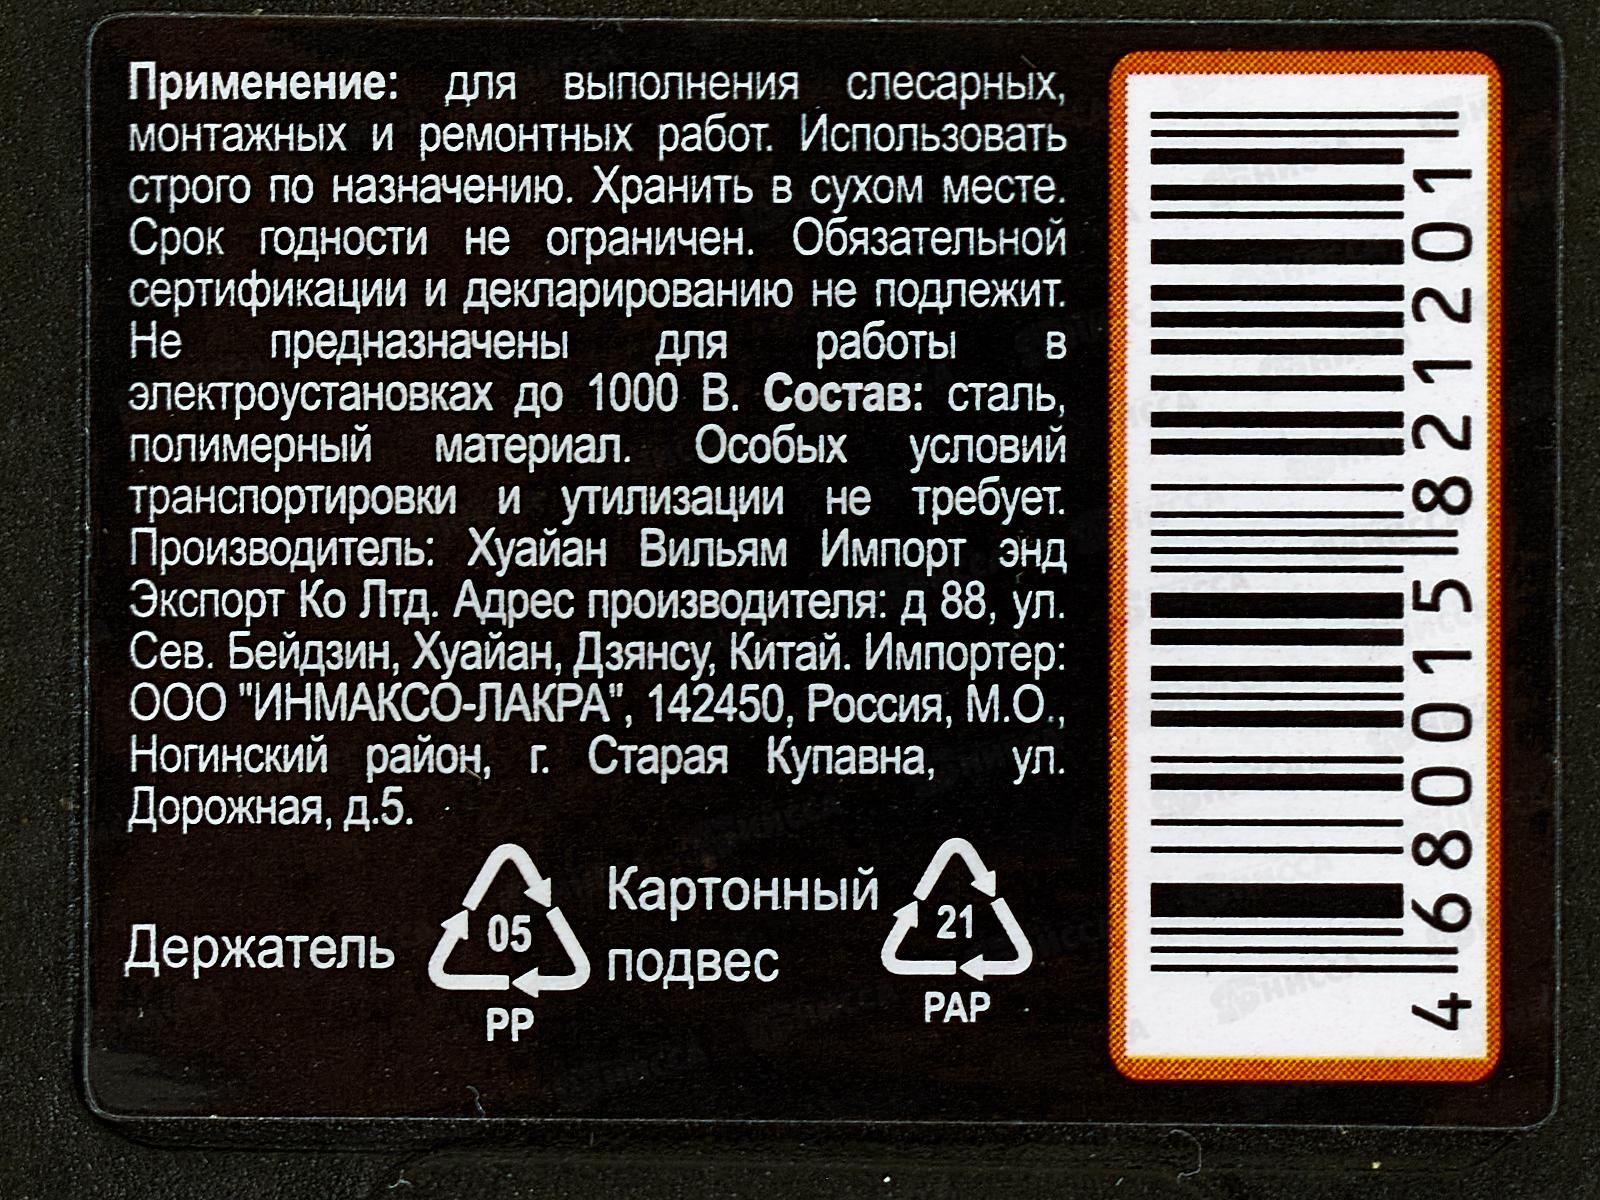 Применение: для выполнения слесарных,
монтажных и ремонтных работ. Использовать
строго по назначению. Хранить в сухом месте.
Срок годности не ограничен. Обязательной
сертификации и декларированию не подлежит.
Не предназначены для работы в
электроустановках до 1000 В. Состав: сталь,
полимерный материал. Особых условий
транспортировки и утилизации не требует.
Производитель: Хуайан Вильям Импорт энд
Экспорт Ко Лтд. Адрес производителя: д 88, ул.
Сев. Бейдзин, Хуайан, Дзянсу, Китай. Импортер:
ООО "ИНМАКСО-ЛАКРА", 142450, Россия, М.О.,
Ногинский район, г. Старая Купавна, ул.
Дорожная, д.5.
Держатель
05
PP
Картонный
подвес
21
PAP
4 680015 821201